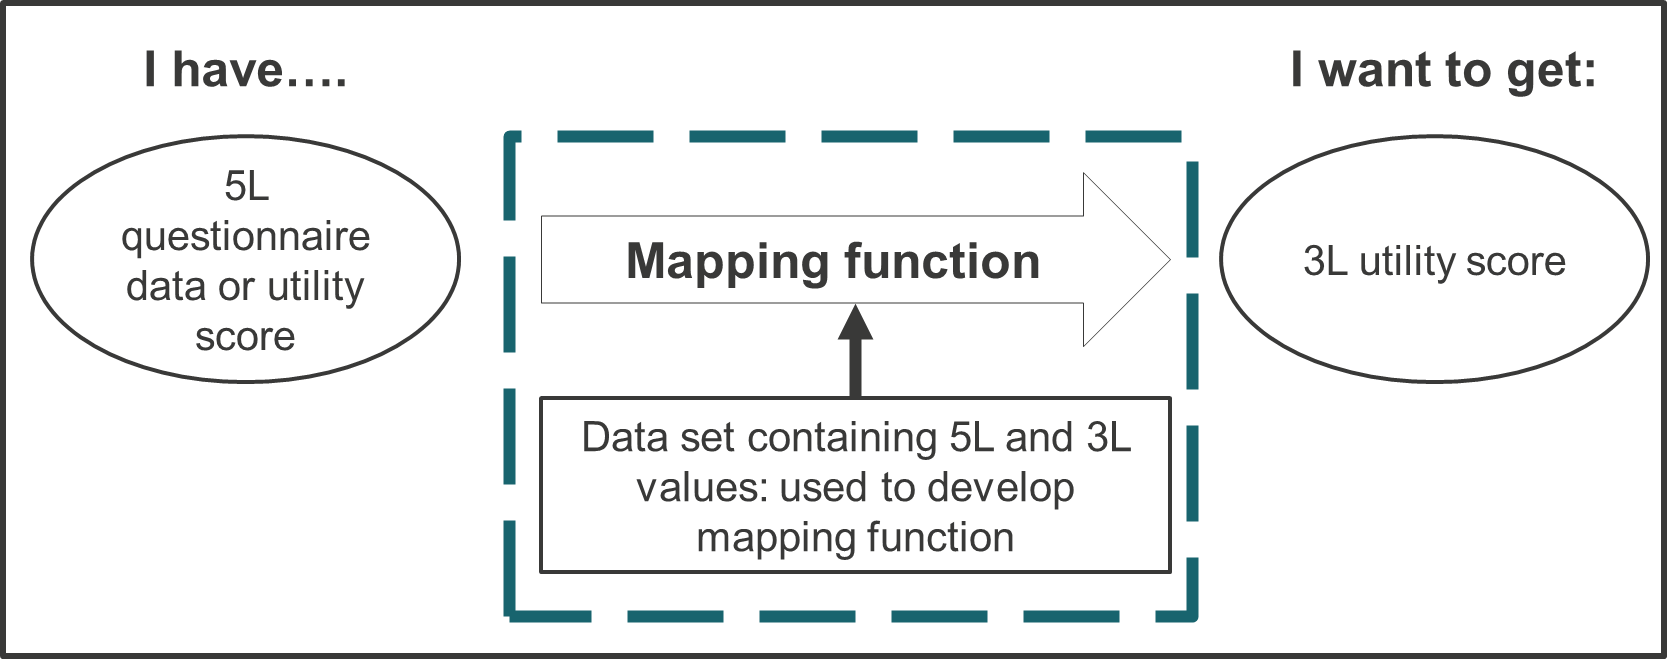 I have….
5L
questionnaire
data or utility
score
Mapping function
Data set containing 5L and 3L
values: used to develop
mapping function
I want to get:
3L utility score